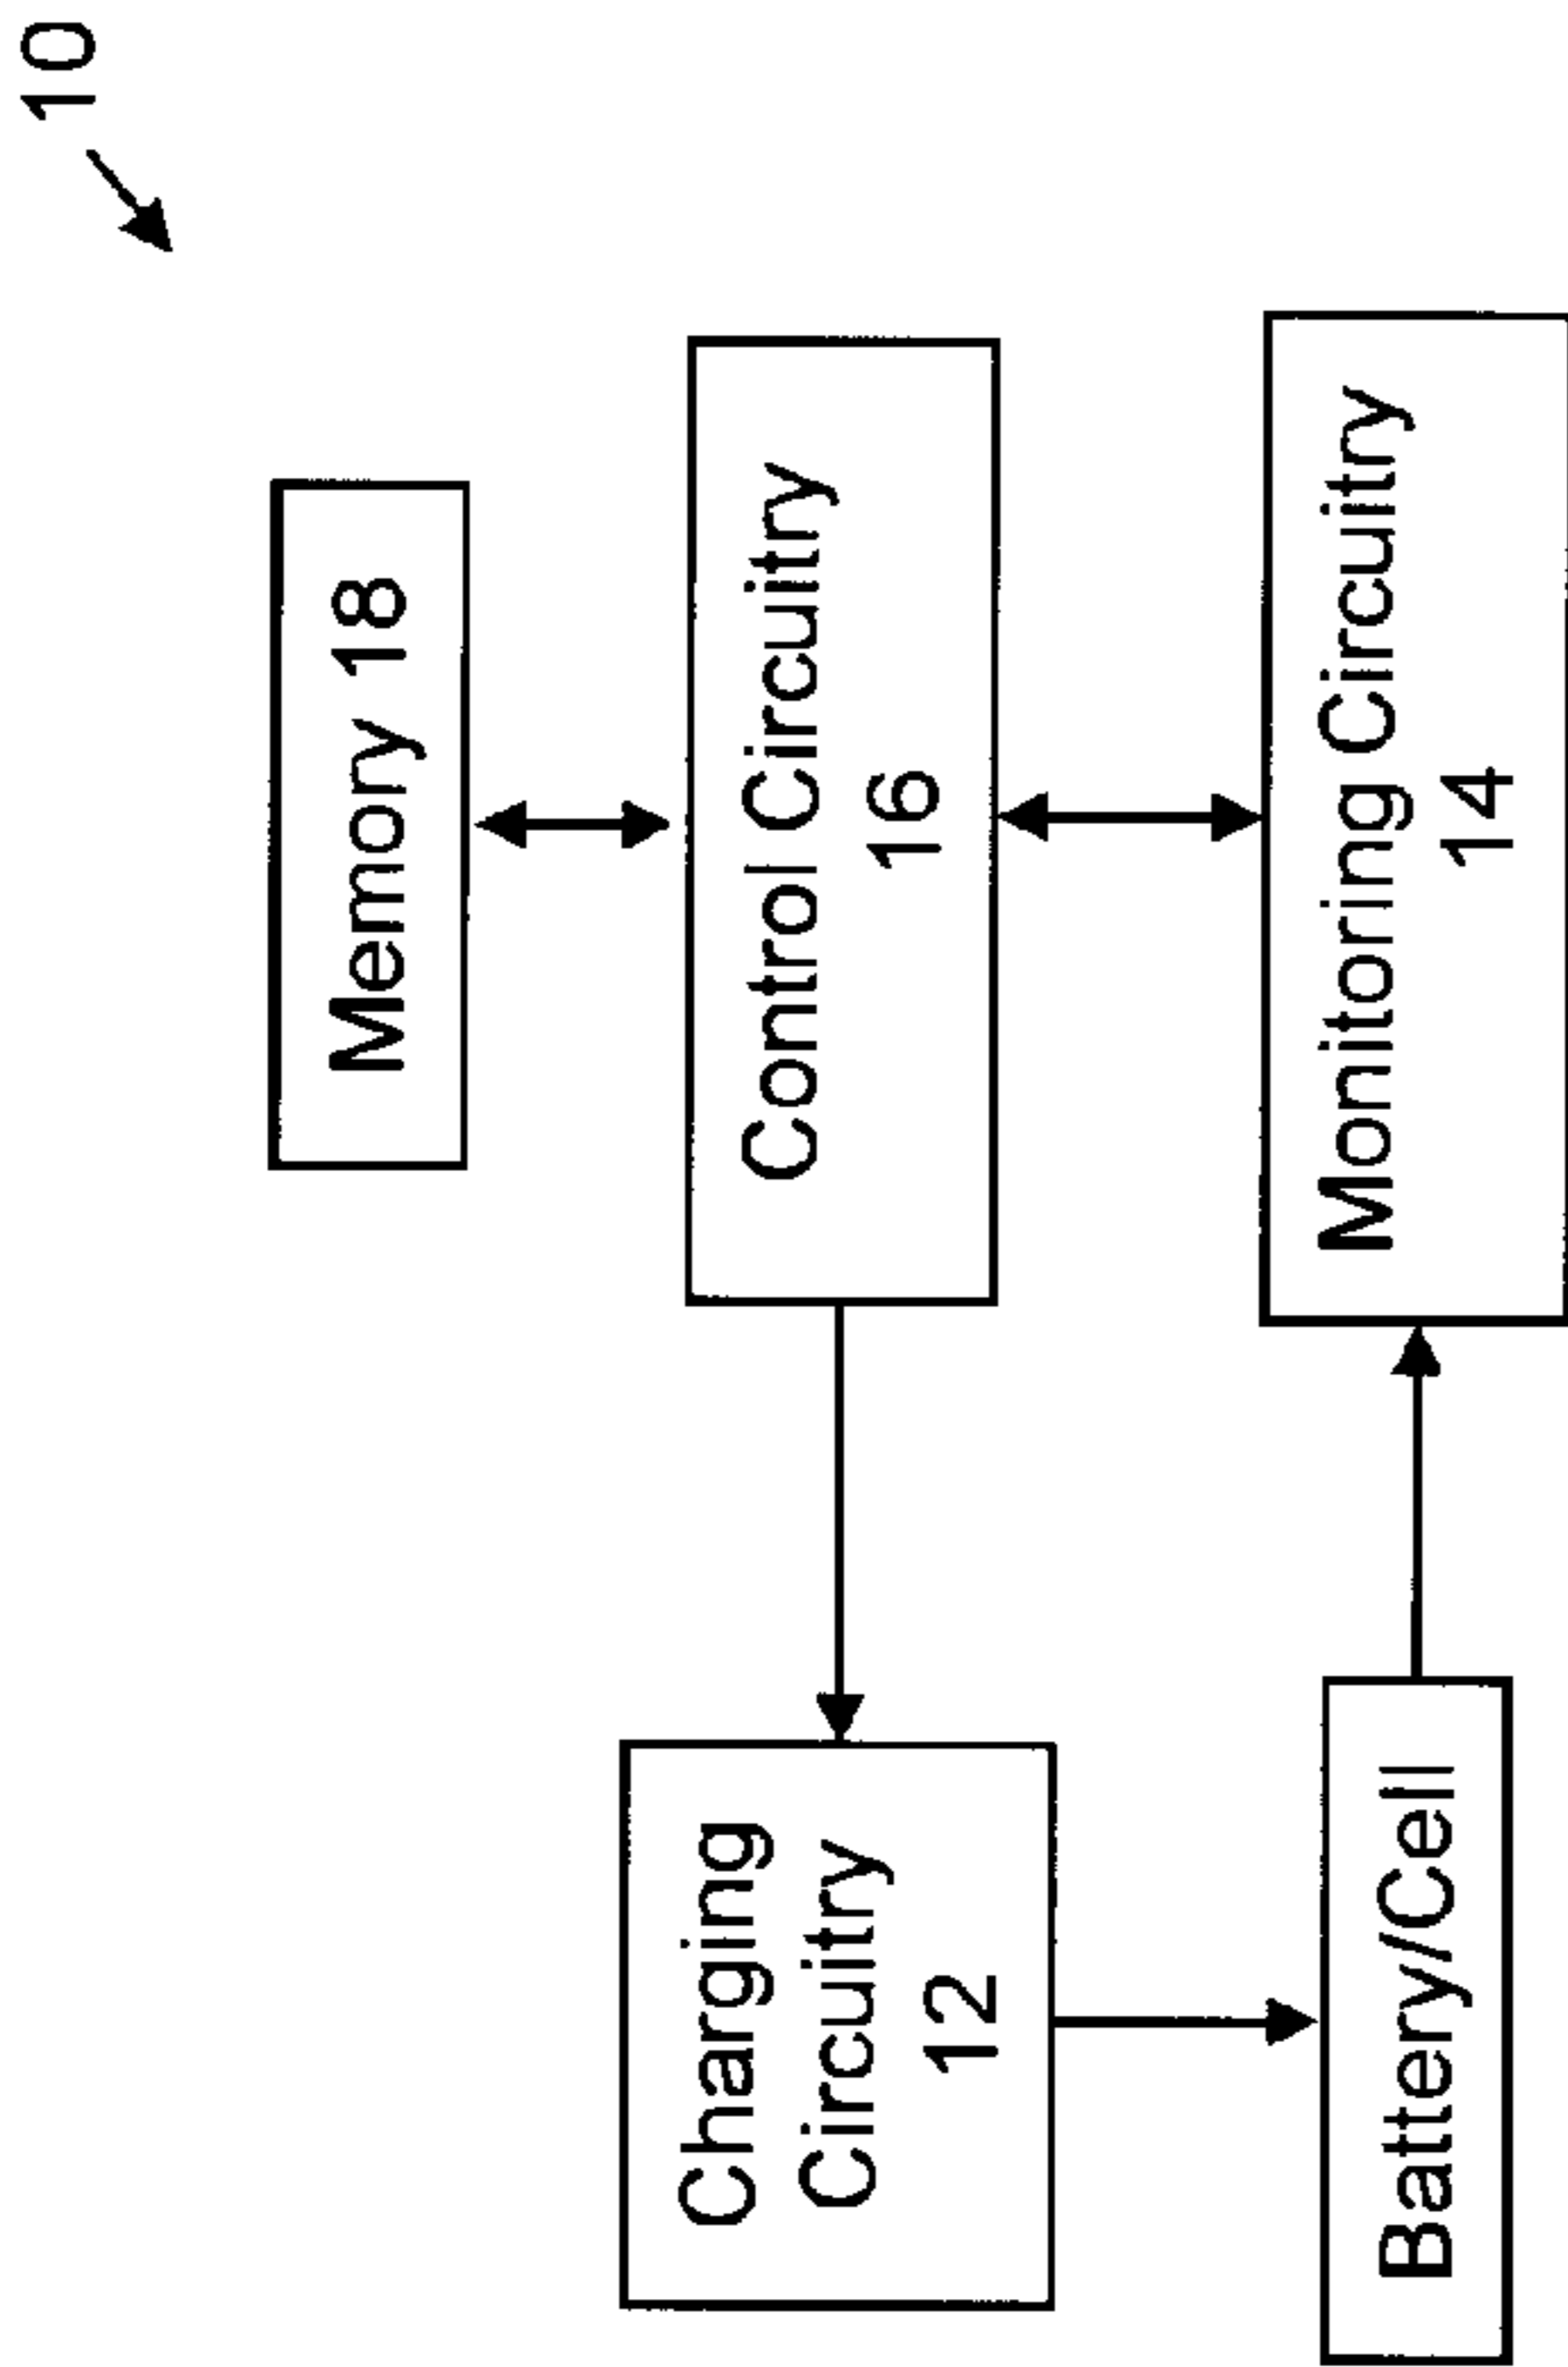 10
Memory 18
Control Circuitry
16
Charging
Circuitry
12
Monitoring Circuitry
14
Battery/Cell